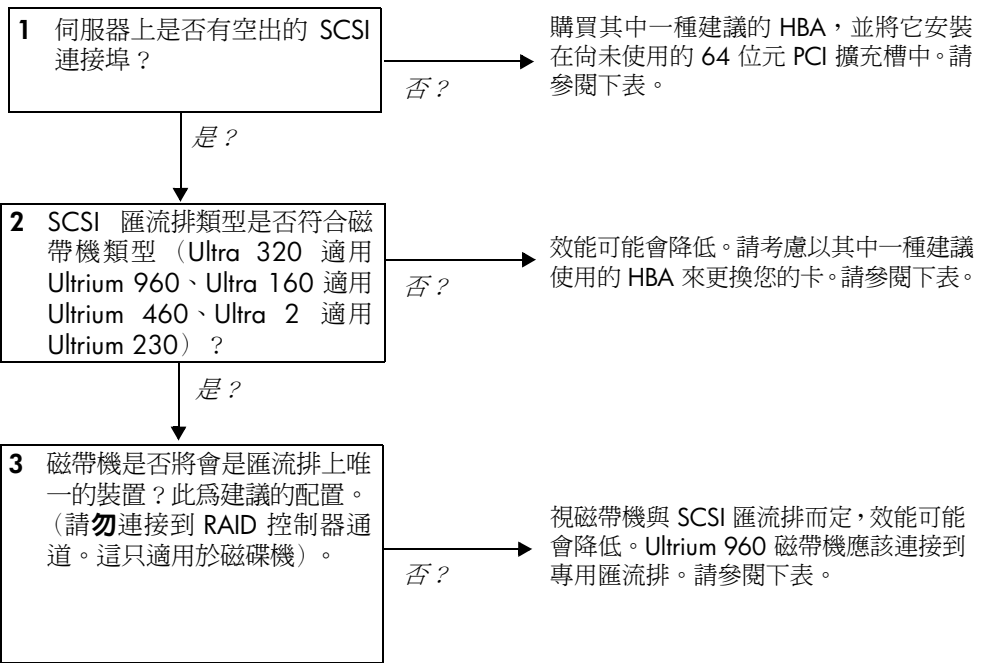 1 伺服器上是否有空出的 SCSI
連接埠？
否？
購買其中一種建議的 HBA，並將它安裝
在尚未使用的 64 位元 PCI 擴充槽中。請
參閱下表。
是？
2 SCSI 匯流排類型是否符合磁
帶機類型（Ultra 320 適用
Ultrium 960、Ultra 160 適用
Ultrium 460、Ultra 2 適用
Ultrium 230）？
否？
效能可能會降低。請考慮以其中一種建議
使用的 HBA 來更換您的卡。請參閱下表。
是？
3 磁帶機是否將會是匯流排上唯
一的裝置？此為建議的配置。
（請勿連接到 RAID 控制器通
道。這只適用於磁碟機）。
否？
視磁帶機與 SCSI 匯流排而定，效能可能
會降低。Ultrium 960 磁帶機應該連接到
專用匯流排。請參閱下表。